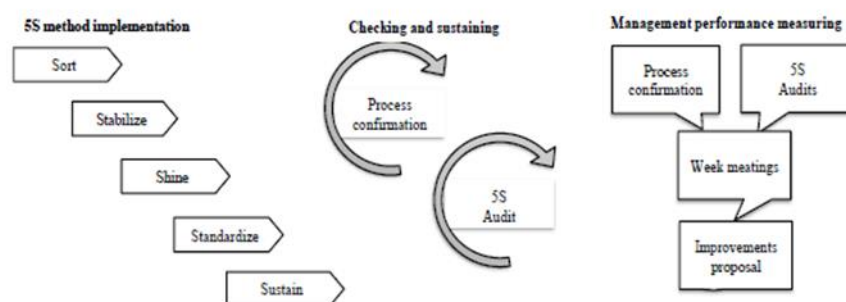 5S method implementation
Sort
Stabilize
Shine
Standardize
Sustain
Checking and sustaining
Process
confirmation
5S
Audit
Management performance measuring
Process
confirmation
5S
Audits
Week meatings
Improvements
proposal